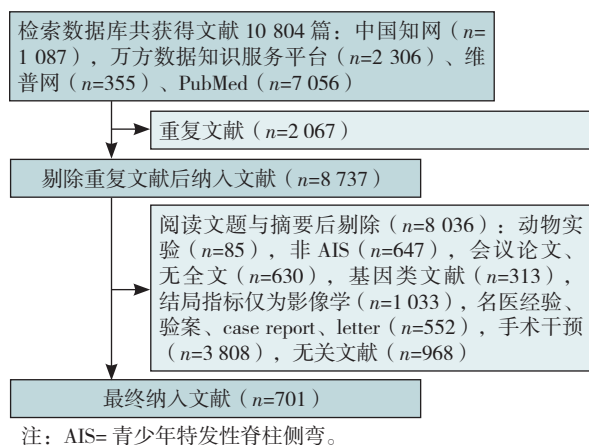 检索数据库共获得文献 10 804 篇：中国知网（n=
1 087），万方数据知识服务平台（n=2 306）、维
普网（n=355）、PubMed（n=7 056）
重复文献（n=2 067）
剔除重复文献后纳入文献（n=8 737）
阅读文题与摘要后剔除（n=8 036）：动物实
验（n=85），非 AIS（n=647），会议论文、
无全文（n=630），基因类文献（n=313），
结局指标仅为影像学（n=1 033），名医经验、
验案、case report、letter（n=552），手术干预
（n=3 808），无关文献（n=968）
最终纳入文献（n=701）
注：AIS= 青少年特发性脊柱侧弯。